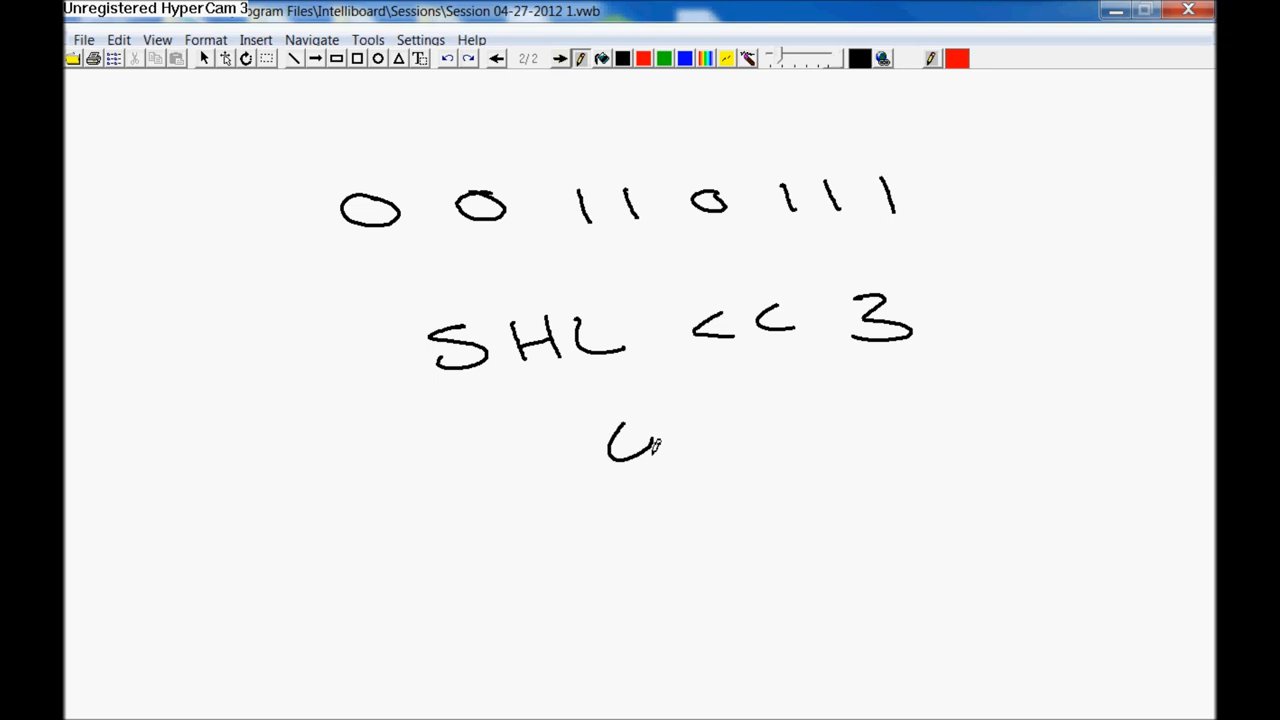 Unregistered HyperCam 3
ogram Files\Intelliboard\Sessions\Session 04-27-2012 1.vwb
File Edit View Format Insert Navigate Tools Settings Help
2/2
0 0 1 1 0 1 1 1
SHL << 3